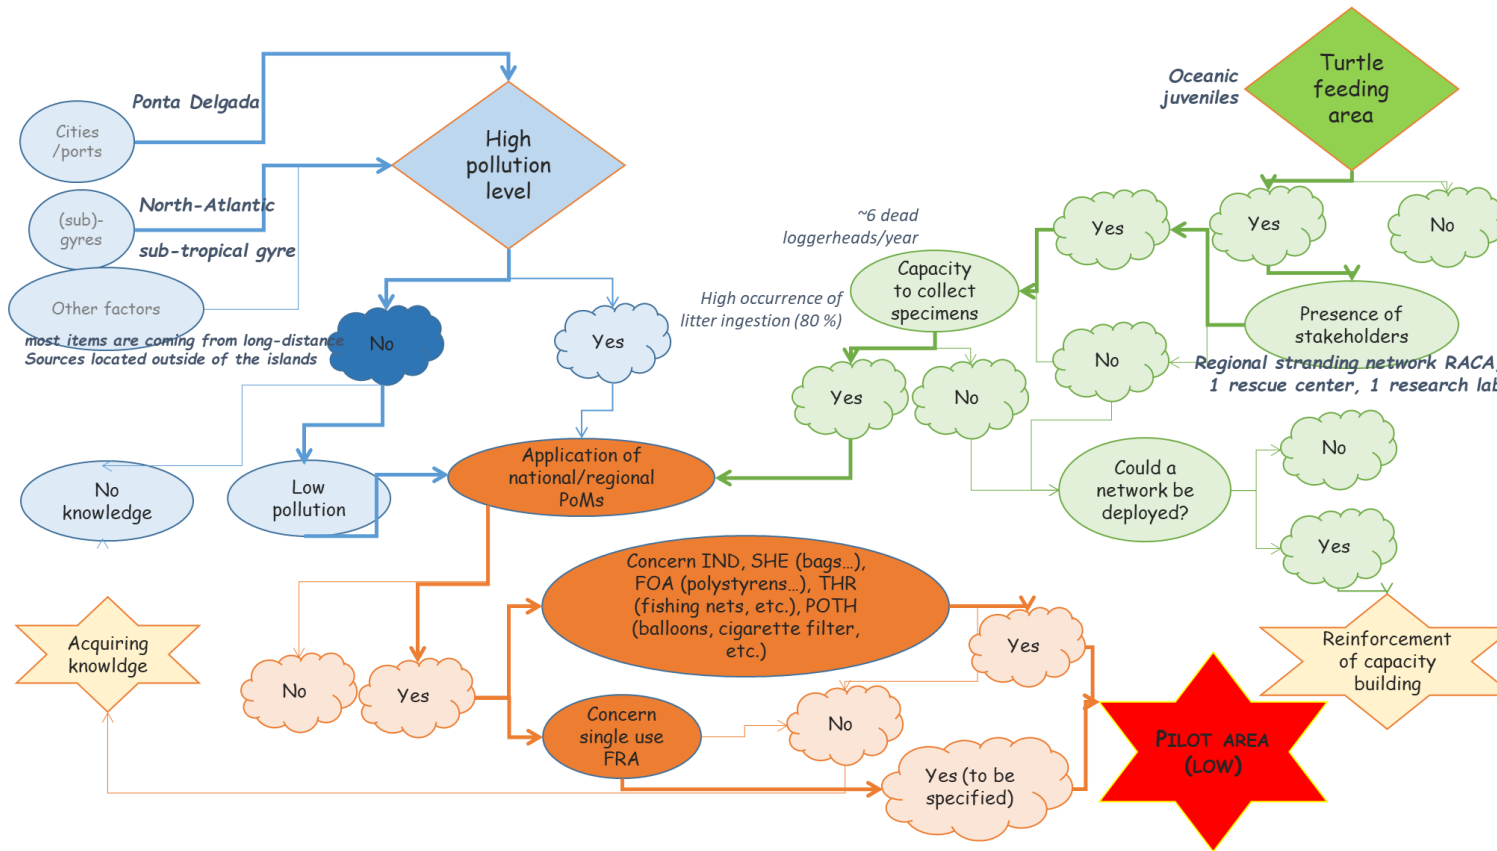 Ponta Delgada
Cities
/ports
High
pollution
level
North-Atlantic
(sub)-
gyres
sub-tropical gyre
Other factors
most items are coming from long-distance
Sources located outside of the islands
No
Yes
No
knowledge
Low
pollution
Application of
national/regional
PoMs
Oceanic
juveniles
Turtle
feeding
area
Yes
No
Yes
~6 dead
loggerheads/year
Capacity
to collect
specimens
High occurrence of
litter ingestion (80 %)
Presence of
stakeholders
Regional stranding network RACA,
1 rescue center, 1 research lab
No
Yes
No
Could a
network be
deployed?
No
Yes
Reinforcement
of capacity
building
Acquiring
knowldge
No
Yes
Concern IND, SHE (bags…),
FOA (polystyrens…), THR
(fishing nets, etc.), POTH
(balloons, cigarette filter,
etc.)
Yes
Concern
single use
FRA
No
Yes (to be
specified)
PILOT AREA
(LOW)